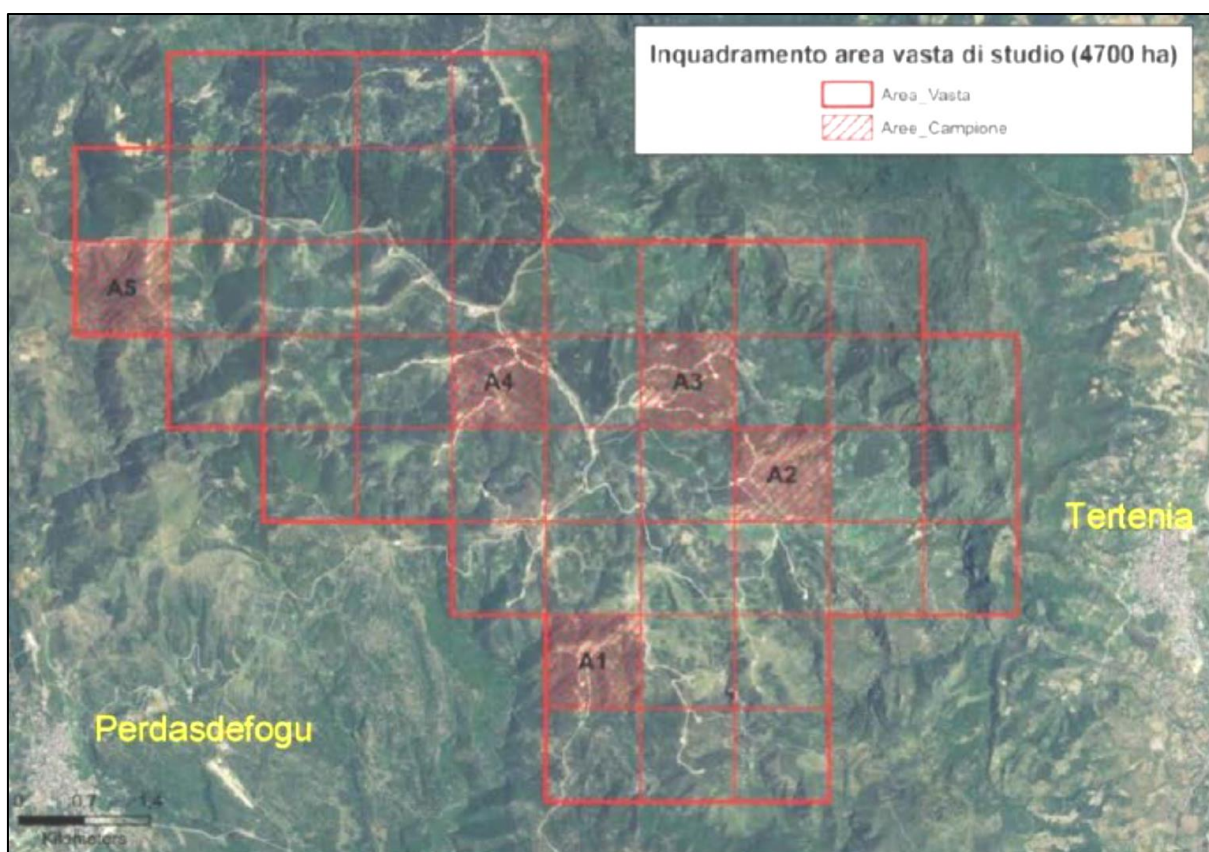 Inquadramento area vasta di studio (4700 ha)
Area_Vasta
Aree_Campione
A5
A4
A3
A2
Tertenia
A1
Perdasdefogu
0 0.7 1.4
Kilometers